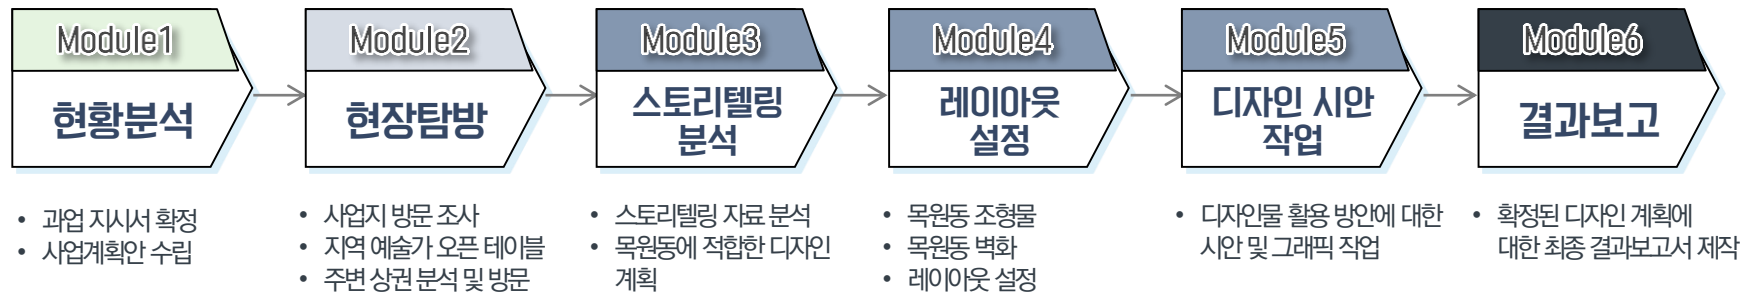 Module1
현황분석
• 과업 지시서 확정
• 사업계획안 수립
Module2
현장탐방
• 사업지 방문 조사
• 지역 예술가 오픈 테이블
• 주변 상권 분석 및 방문
Module3
스토리텔링
분석
• 스토리텔링 자료 분석
• 목원동에 적합한 디자인
계획
Module4
레이아웃
설정
• 목원동 조형물
• 목원동 벽화
• 레이아웃 설정
Module5
디자인 시안
작업
• 디자인물 활용 방안에 대한
시안 및 그래픽 작업
Module6
결과보고
• 확정된 디자인 계획에
대한 최종 결과보고서 제작